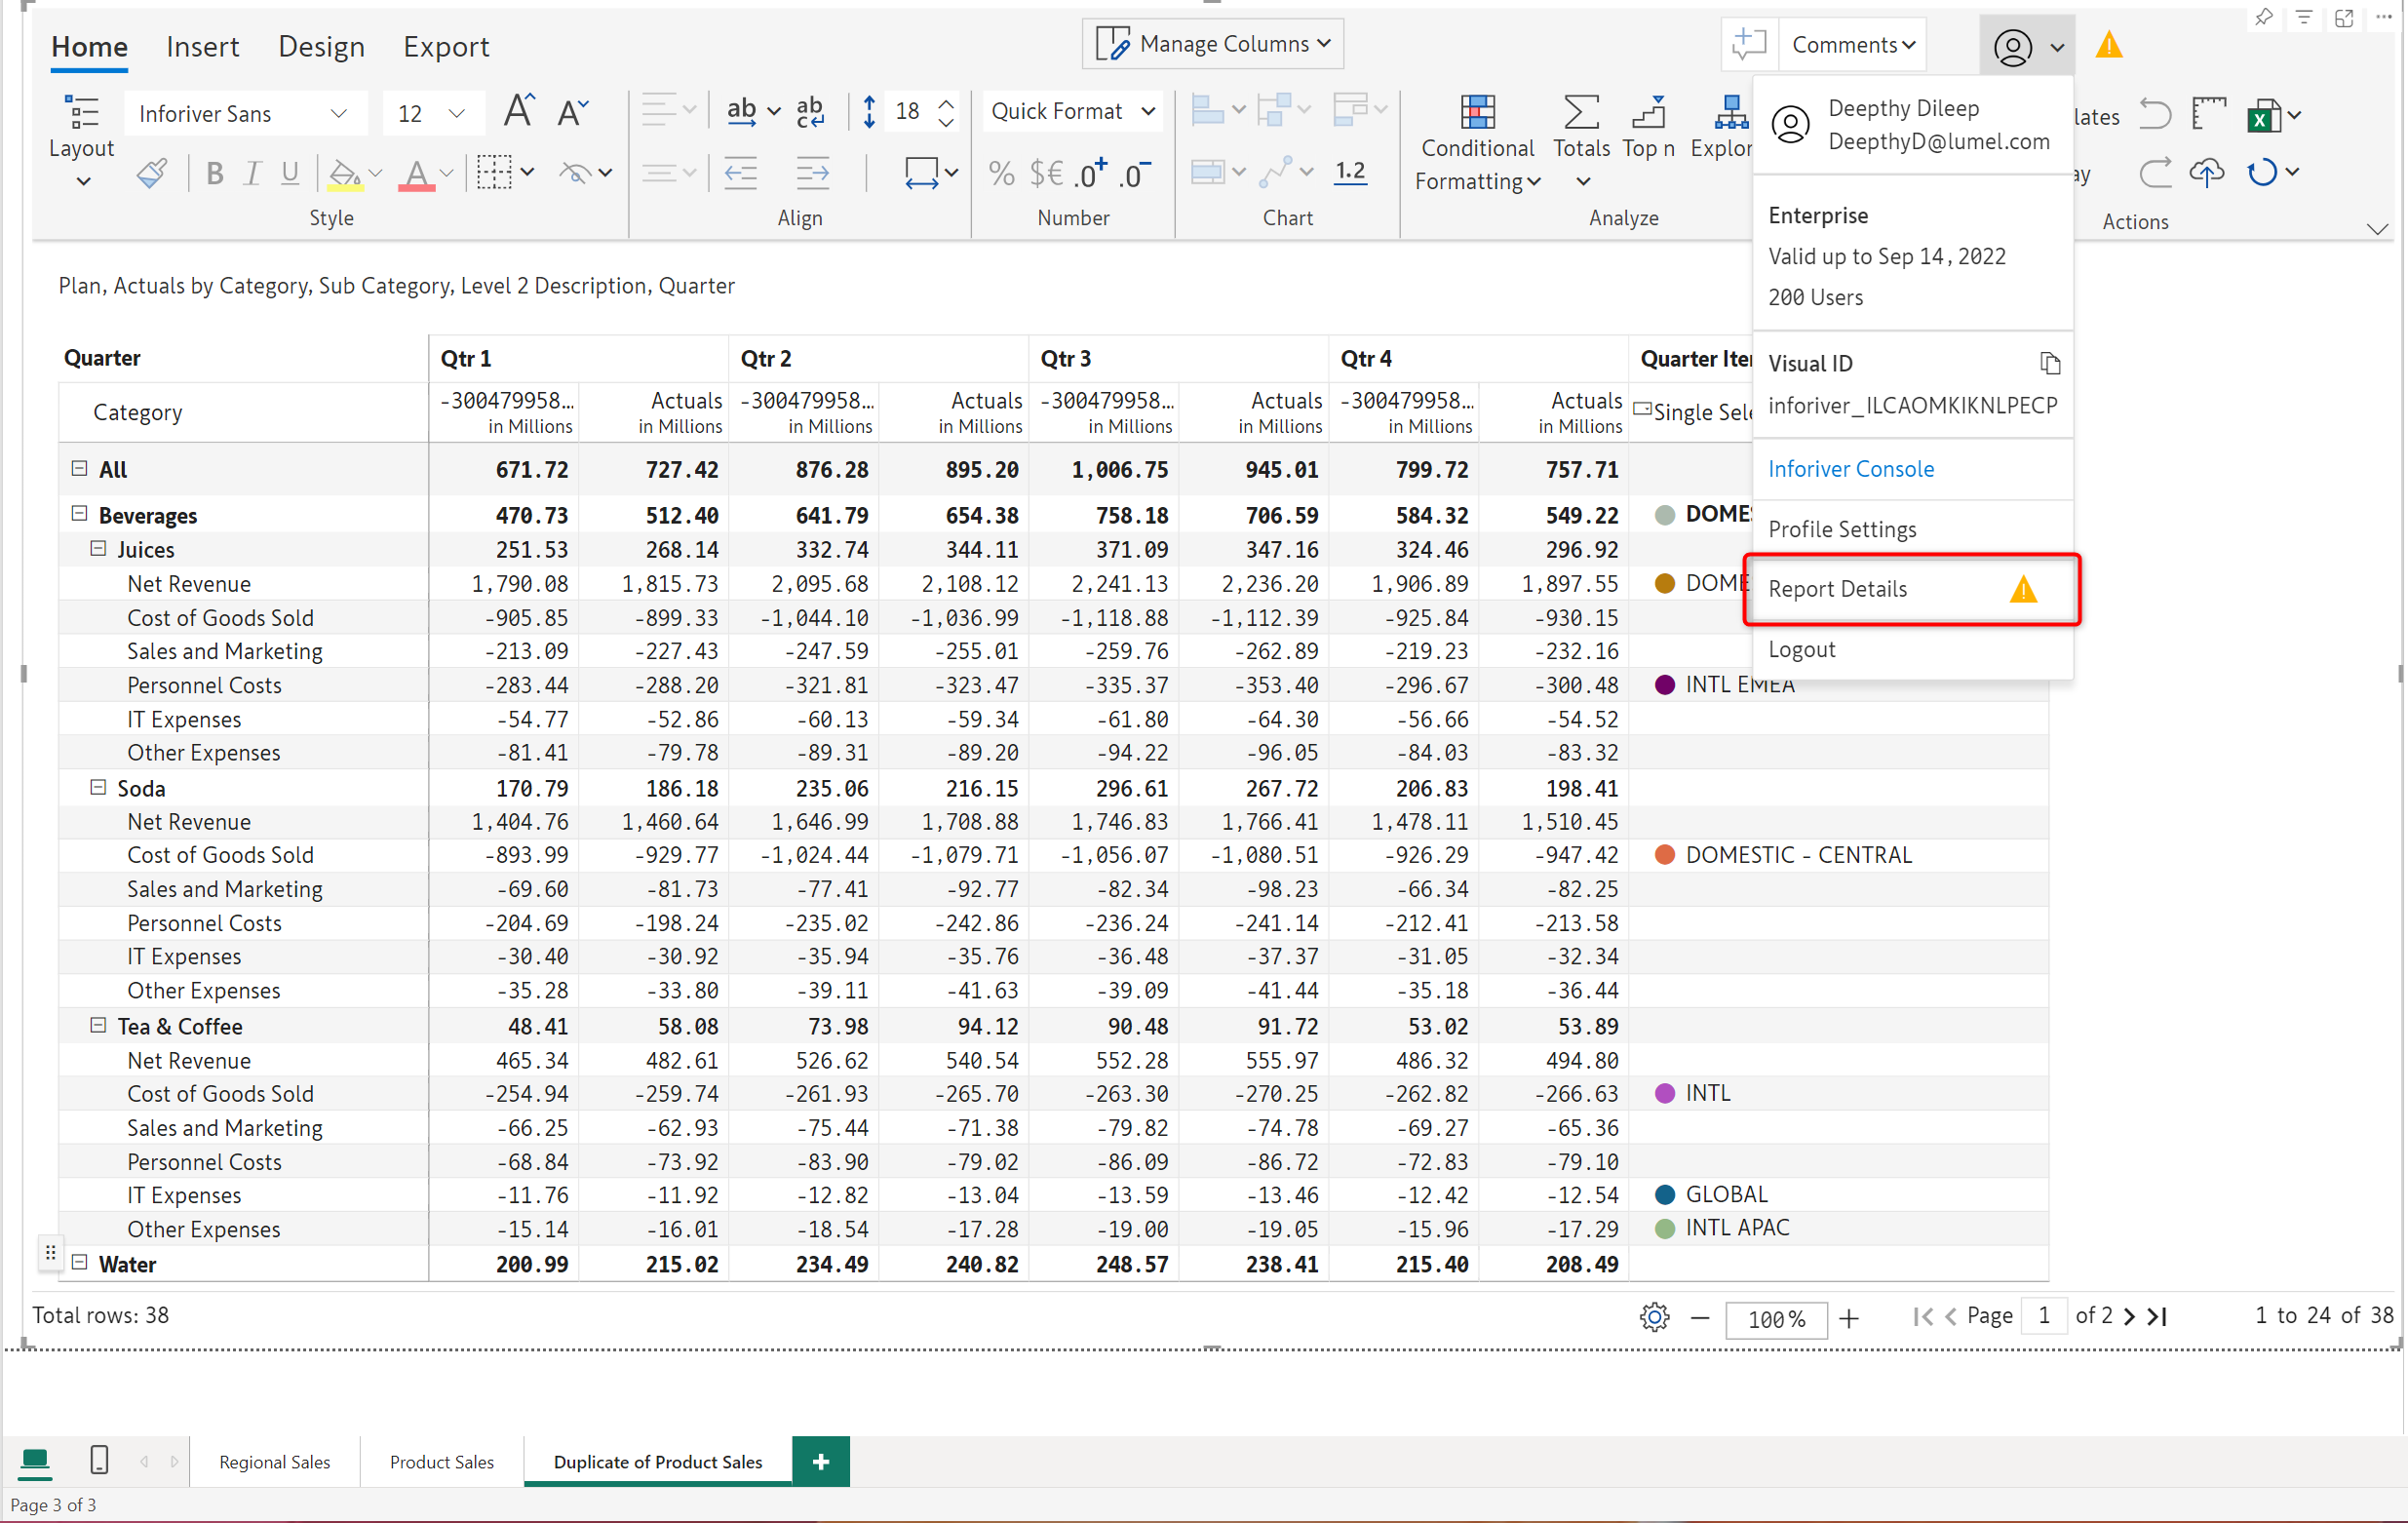 Home Insert Design Export Manage Columns Comments
Inforiver Sans 12 ab ab 18 Quick Format
Layout c Conditional Totals Top n Explor lates
B I U A % $€ .0+ .0- 1.2 Formatting ay
Style Align Number Chart Analyze Actions
Deepthy Dileep
DeepthyD@lumel.com
Enterprise
Valid up to Sep 14, 2022
200 Users
Visual ID
inforiver_ILCAOMKIKNLPECP
Inforiver Console
Profile Settings
Report Details
Logout
Plan, Actuals by Category, Sub Category, Level 2 Description, Quarter
Quarter Qtr 1 Qtr 2 Qtr 3 Qtr 4 Quarter Iter
Category -300479958... Actuals -300479958... Actuals -300479958... Actuals -300479958... Actuals Single Sele
in Millions in Millions in Millions in Millions in Millions in Millions in Millions in Millions
All 671.72 727.42 876.28 895.20 1,006.75 945.01 799.72 757.71
Beverages 470.73 512.40 641.79 654.38 758.18 706.59 584.32 549.22 DOMES
Juices 251.53 268.14 332.74 344.11 371.09 347.16 324.46 296.92
Net Revenue 1,790.08 1,815.73 2,095.68 2,108.12 2,241.13 2,236.20 1,906.89 1,897.55 DOME
Cost of Goods Sold -905.85 -899.33 -1,044.10 -1,036.99 -1,118.88 -1,112.39 -925.84 -930.15
Sales and Marketing -213.09 -227.43 -247.59 -255.01 -259.76 -262.89 -219.23 -232.16
Personnel Costs -283.44 -288.20 -321.81 -323.47 -335.37 -353.40 -296.67 -300.48 INTL EMEA
IT Expenses -54.77 -52.86 -60.13 -59.34 -61.80 -64.30 -56.66 -54.52
Other Expenses -81.41 -79.78 -89.31 -89.20 -94.22 -96.05 -84.03 -83.32
Soda 170.79 186.18 235.06 216.15 296.61 267.72 206.83 198.41
Net Revenue 1,404.76 1,460.64 1,646.99 1,708.88 1,746.83 1,766.41 1,478.11 1,510.45
Cost of Goods Sold -893.99 -929.77 -1,024.44 -1,079.71 -1,056.07 -1,080.51 -926.29 -947.42 DOMESTIC - CENTRAL
Sales and Marketing -69.60 -81.73 -77.41 -92.77 -82.34 -98.23 -66.34 -82.25
Personnel Costs -204.69 -198.24 -235.02 -242.86 -236.24 -241.14 -212.41 -213.58
IT Expenses -30.40 -30.92 -35.94 -35.76 -36.48 -37.37 -31.05 -32.34
Other Expenses -35.28 -33.80 -39.11 -41.63 -39.09 -41.44 -35.18 -36.44
Tea & Coffee 48.41 58.08 73.98 94.12 90.48 91.72 53.02 53.89
Net Revenue 465.34 482.61 526.62 540.54 552.28 555.97 486.32 494.80
Cost of Goods Sold -254.94 -259.74 -261.93 -265.70 -263.30 -270.25 -262.82 -266.63 INTL
Sales and Marketing -66.25 -62.93 -75.44 -71.38 -79.82 -74.78 -69.27 -65.36
Personnel Costs -68.84 -73.92 -83.90 -79.02 -86.09 -86.72 -72.83 -79.10
IT Expenses -11.76 -11.92 -12.82 -13.04 -13.59 -13.46 -12.42 -12.54 GLOBAL
Other Expenses -15.14 -16.01 -18.54 -17.28 -19.00 -19.05 -15.96 -17.29 INTL APAC
Water 200.99 215.02 234.49 240.82 248.57 238.41 215.40 208.49
Total rows: 38 100% Page 1 of 2 1 to 24 of 38
Regional Sales Product Sales Duplicate of Product Sales
Page 3 of 3